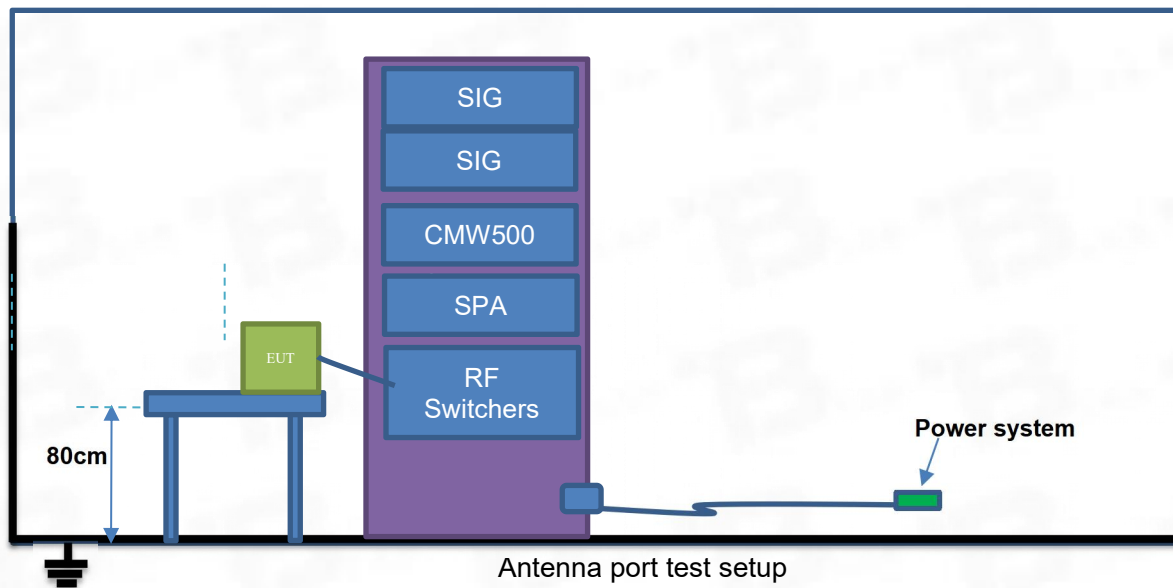 SIG
SIG
CMW500
SPA
EUT
RF
Switchers
Power system
80cm
Antenna port test setup